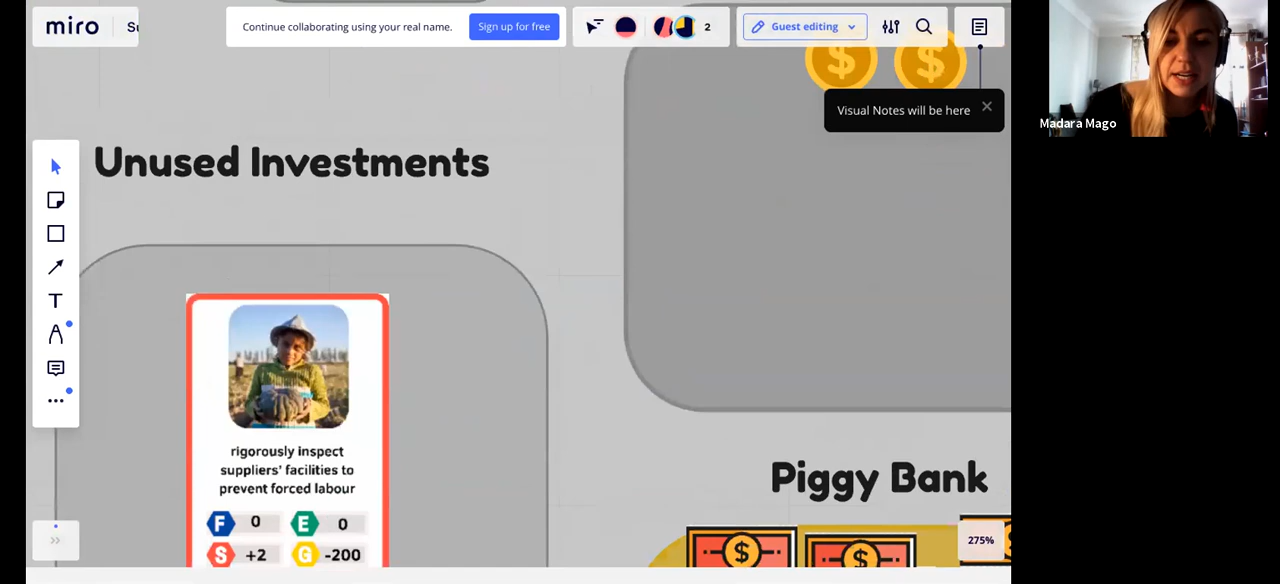 miro
Continue collaborating using your real name.
Sign up for free
2
Guest editing
Visual Notes will be here
Madara Mago
Unused Investments
T
rigorously inspect
suppliers' facilities to
prevent forced labour
F 0 E 0
S +2 G -200
Piggy Bank
$ $
$ $
275%